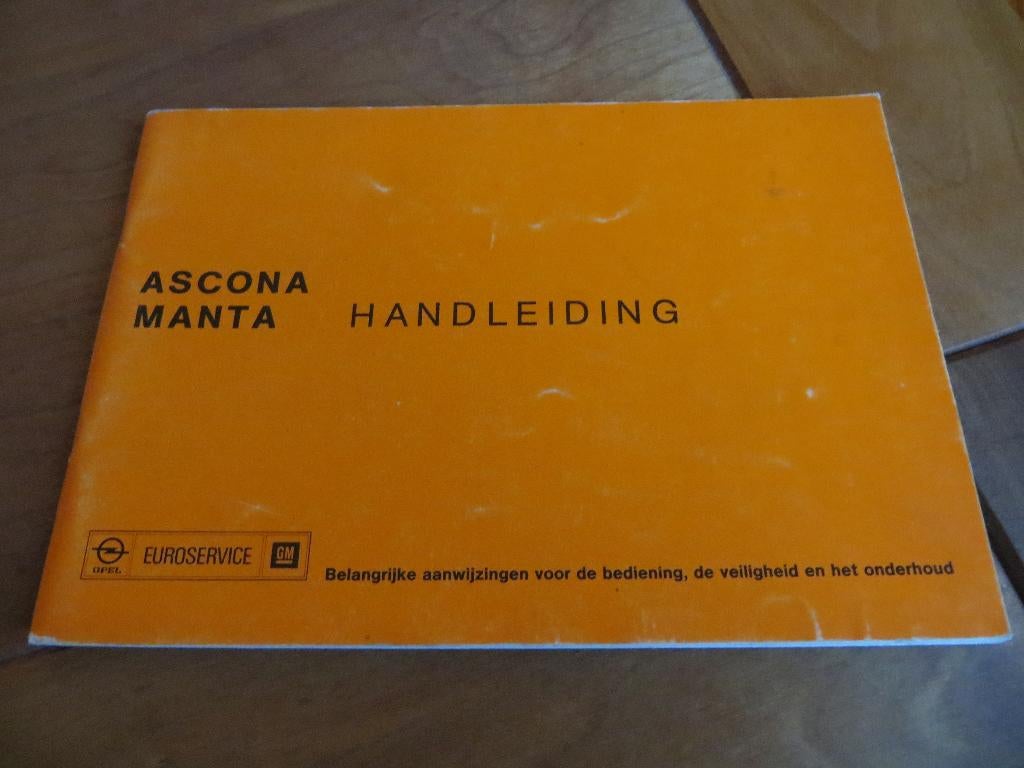 ASCONA
MANTA HANDLEIDING
OPEL EUROSERVICE GM
Belangrijke aanwijzingen voor de bediening, de veiligheid en het onderhoud